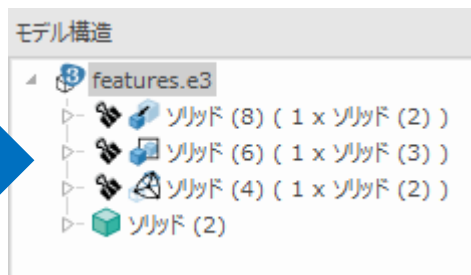 モデル構造
features.e3
ソリッド (8) ( 1 x ソリッド (2) )
ソリッド (6) ( 1 x ソリッド (3) )
ソリッド (4) ( 1 x ソリッド (2) )
ソリッド (2)